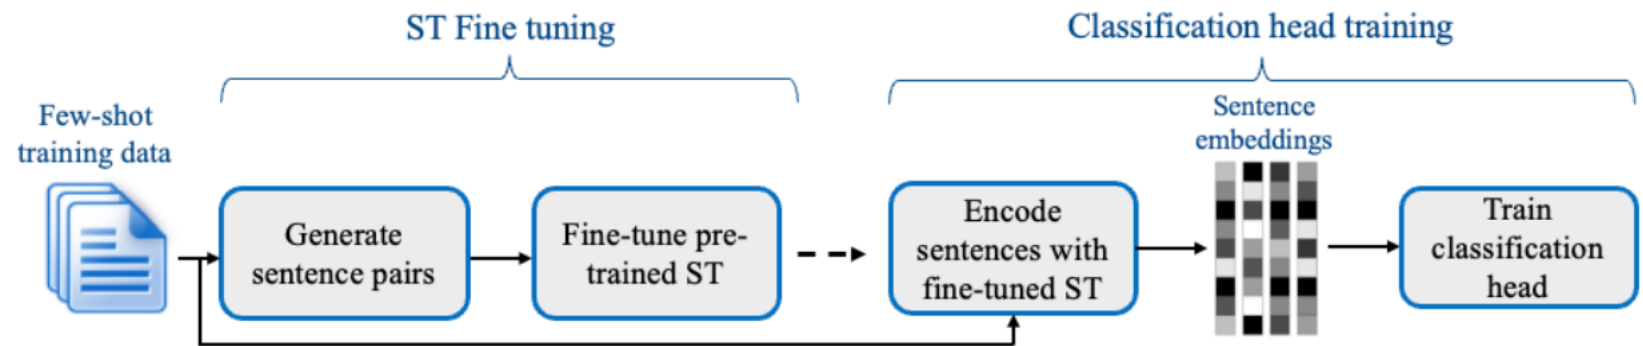 ST Fine tuning
Classification head training
Few-shot
training data
Generate
sentence pairs
Fine-tune pre-
trained ST
Encode
sentences with
fine-tuned ST
Sentence
embeddings
Train
classification
head